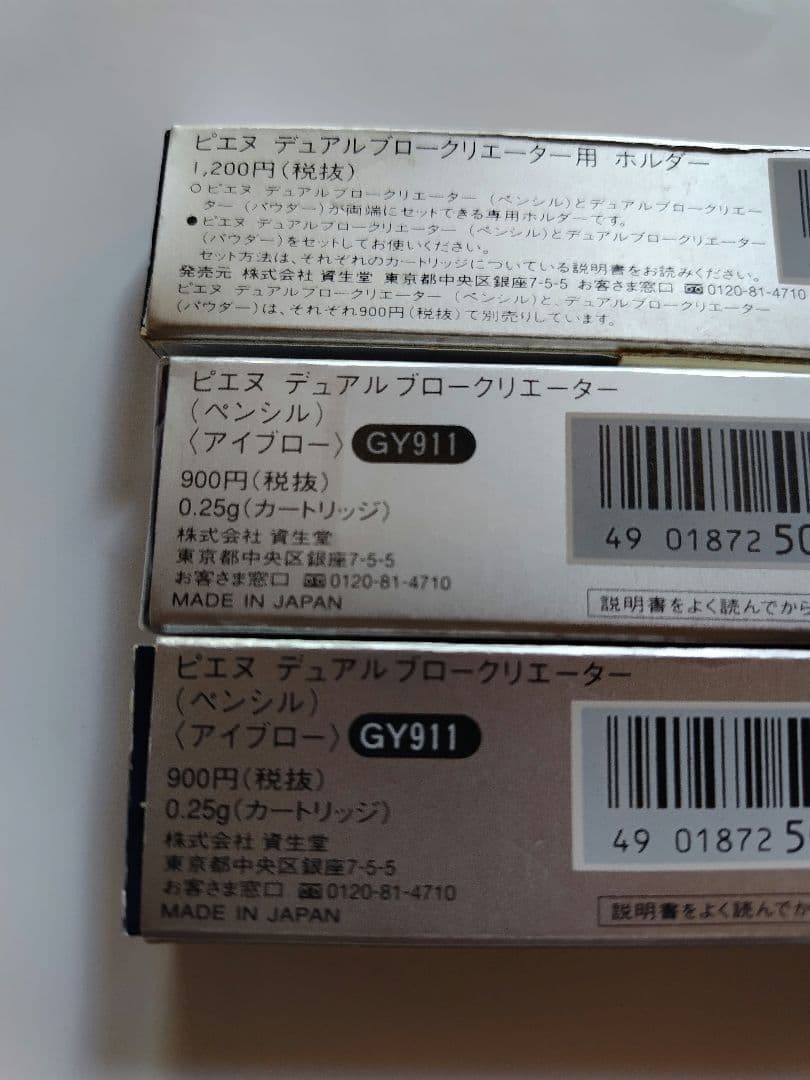 ピエヌ デュアルブロークリエーター用 ホルダー
1,200円(税抜)
○ピエヌ デュアルブロークリエーター (ペンシル)とデュアルブロークリエー
ター (パウダー)が両端にセットできる専用ホルダーです。
●ピエヌ デュアルブロークリエーター (ペンシル)とデュアルブロークリエーター
(パウダー)をセットしてお使いください。
セット方法は、それぞれのカートリッジについている説明書をお読みください。
発売元 株式会社 資生堂 東京都中央区銀座7-5-5 お客さま窓口 0120-81-4710
ピエヌ デュアルブロークリエーター (ペンシル)と、デュアルブロークリエーター
(パウダー)は、それぞれ900円(税抜)で別売りしています。
ピエヌ デュアルブロークリエーター
(ペンシル)
〈アイブロー〉 GY911
900円(税抜)
0.25g(カートリッジ)
株式会社 資生堂
東京都中央区銀座7-5-5
お客さま窓口 0120-81-4710
MADE IN JAPAN
49 01872 50
説明書をよく読んでから
ピエヌ デュアルブロークリエーター
(ペンシル)
〈アイブロー〉 GY911
900円(税抜)
0.25g(カートリッジ)
株式会社 資生堂
東京都中央区銀座7-5-5
お客さま窓口 0120-81-4710
MADE IN JAPAN
49 01872 5
説明書をよく読んでか